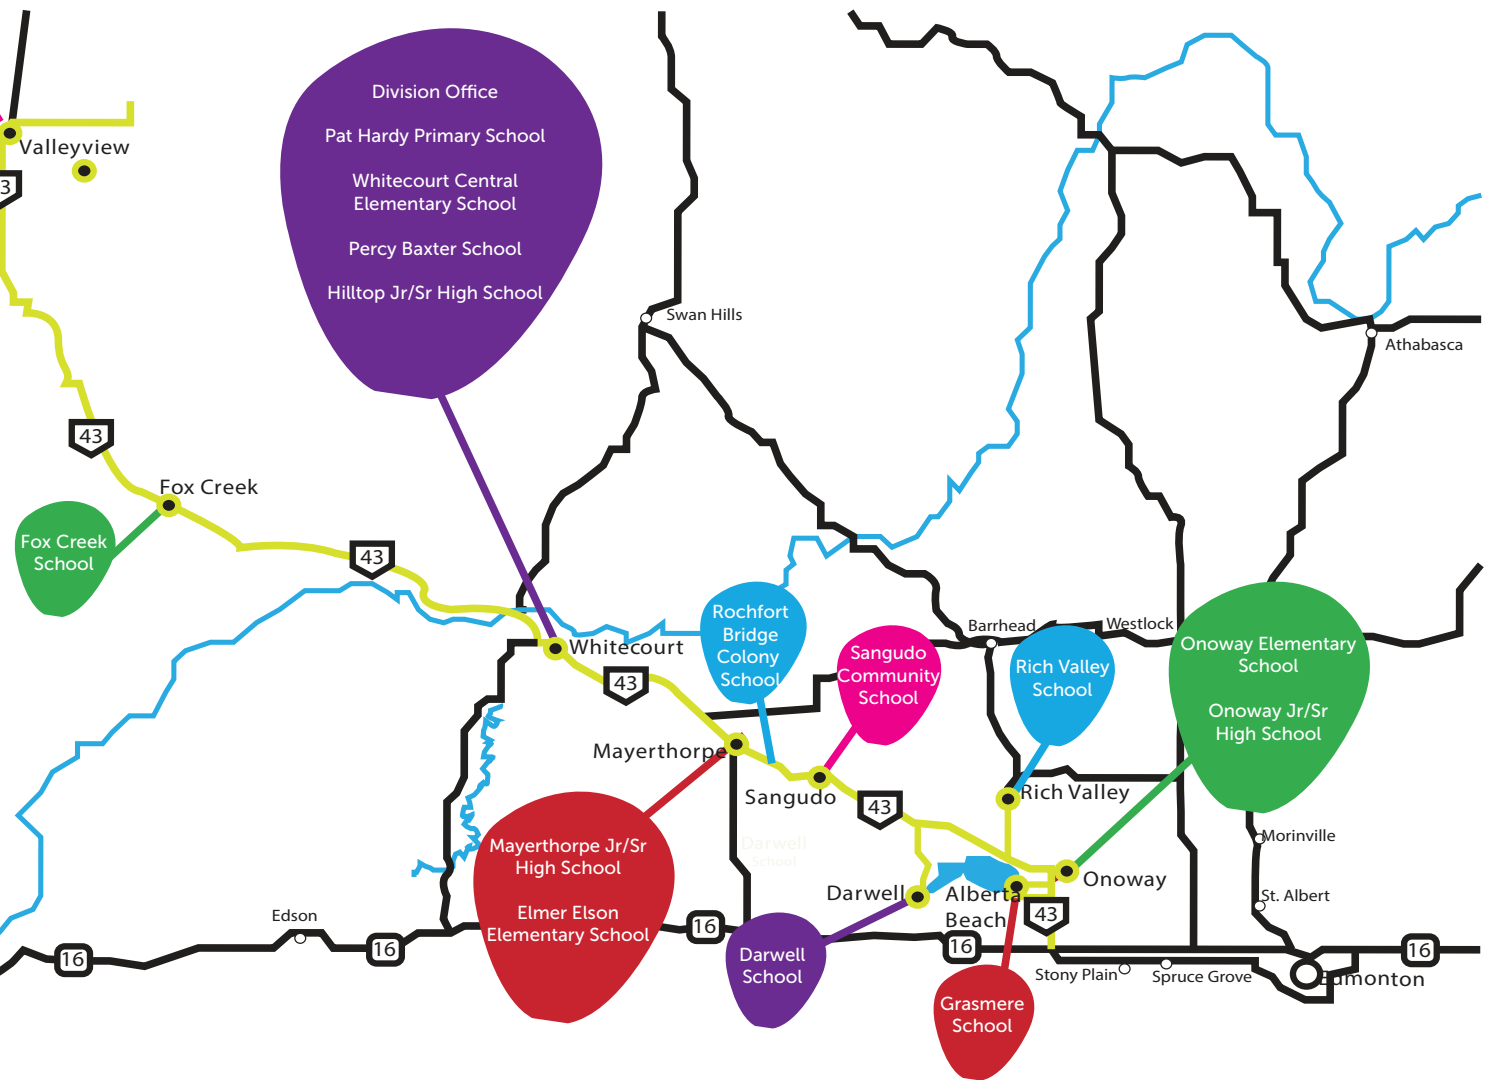 Division Office
Pat Hardy Primary School
Whitecourt Central
Elementary School
Percy Baxter School
Hilltop Jr/Sr High School
Valleyview
3
Swan Hills
Athabasca
43
Fox Creek
Fox Creek
School
43
Whitecourt
43
Rochfort
Bridge
Colony
School
Sangudo
Community
School
Barrhead
Westlock
Rich Valley
School
Onoway Elementary
School
Onoway Jr/Sr
High School
Mayerthorpe
Sangudo
43
Rich Valley
Morinville
Darwell
School
Mayerthorpe Jr/Sr
High School
Elmer Elson
Elementary School
Darwell
Alberta
Beach
Onoway
43
St. Albert
Edson
16
16
16
16
16
Darwell
School
Stony Plain
Spruce Grove
Edmonton
Grasmere
School